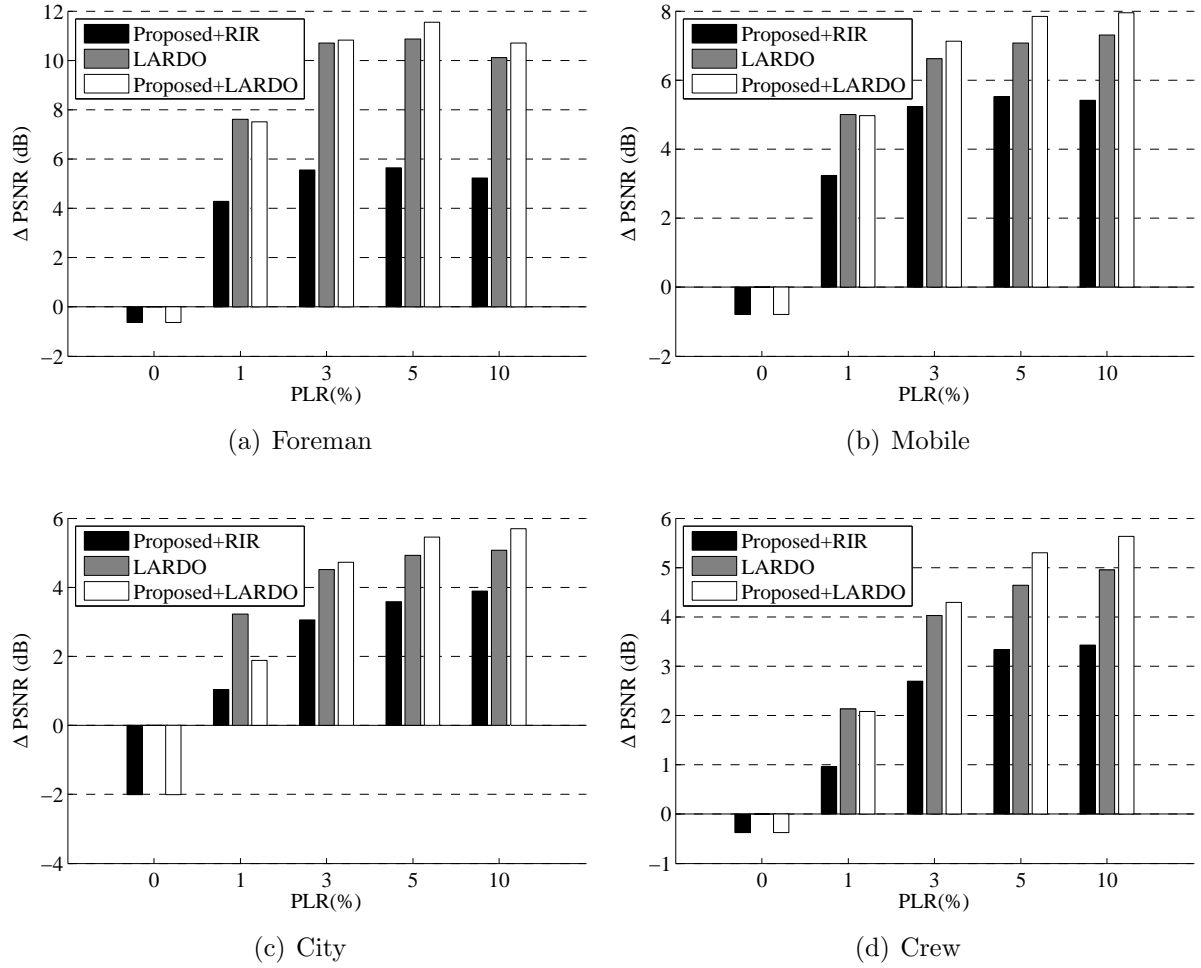 12
10
8
6
4
2
0
−2
Δ PSNR (dB)
Proposed+RIR
LARDO
Proposed+LARDO
0 1 3 5 10
PLR(%)
(a) Foreman
8
6
4
2
0
−2
Δ PSNR (dB)
Proposed+RIR
LARDO
Proposed+LARDO
0 1 3 5 10
PLR(%)
(b) Mobile
6
4
2
0
−2
−4
Δ PSNR (dB)
Proposed+RIR
LARDO
Proposed+LARDO
0 1 3 5 10
PLR(%)
(c) City
6
5
4
3
2
1
0
−1
Δ PSNR (dB)
Proposed+RIR
LARDO
Proposed+LARDO
0 1 3 5 10
PLR(%)
(d) Crew